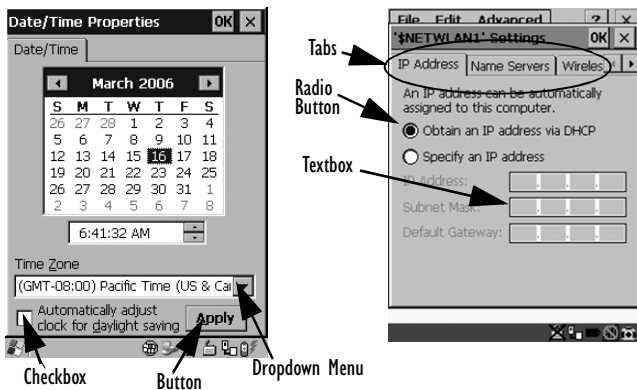 Date/Time Properties OK ×
Date/Time
March 2006
S M T W T F S
26 27 28 1 2 3 4
5 6 7 8 9 10 11
12 13 14 15 16 17 18
19 20 21 22 23 24 25
26 27 28 29 30 31 1
2 3 4 5 6 7 8
6:41:32 AM
Time Zone
(GMT-08:00) Pacific Time (US & Ca
Automatically adjust
clock for daylight saving
Apply
Checkbox
Button
Dropdown Menu
File Edit Advanced ? ×
'$NETWLAN1' Settings OK ×
Tabs
IP Address Name Servers Wireles
An IP address can be automatically
assigned to this computer.
Radio
Button
Obtain an IP address via DHCP
Specify an IP address
Textbox
IP Address:
Subnet Mask:
Default Gateway: